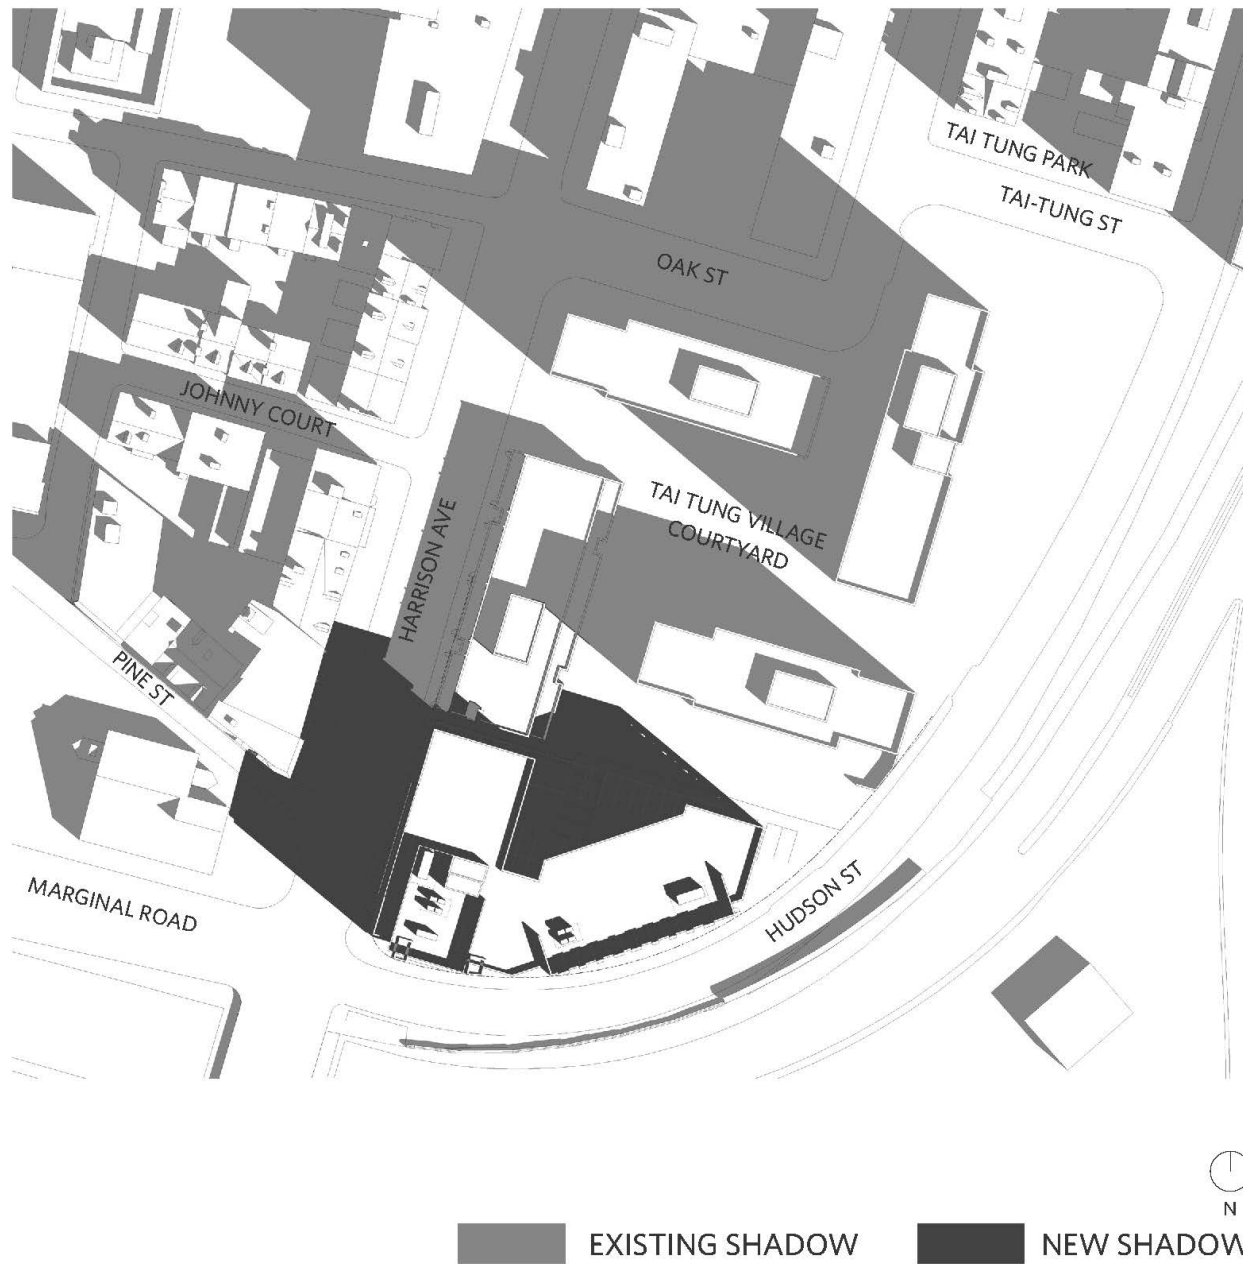 TAI TUNG PARK
TAI-TUNG ST
OAK ST
JOHNNY COURT
TAI TUNG VILLAGE
COURTYARD
HARRISON AVE
PINE ST
MARGINAL ROAD
HUDSON ST
N
EXISTING SHADOW
NEW SHADOW